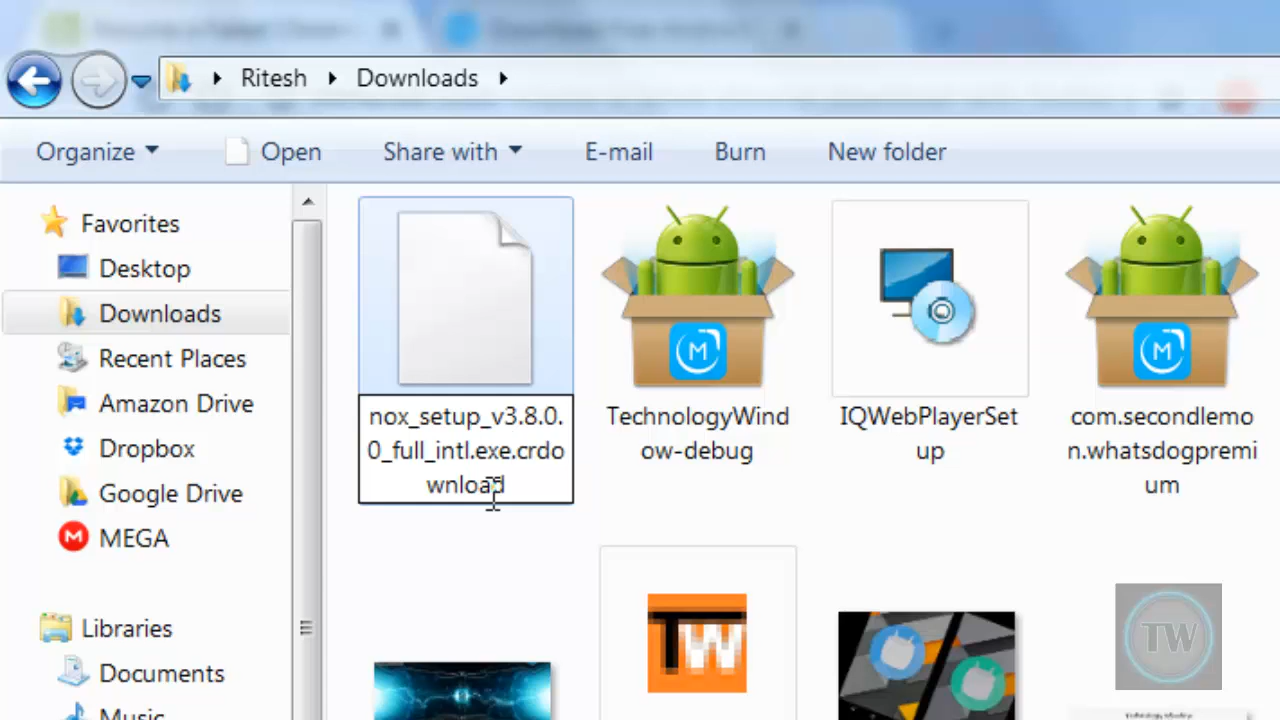 Ritesh Downloads
Organize Open Share with E-mail Burn New folder
Favorites
Desktop
Downloads
Recent Places
Amazon Drive
Dropbox
Google Drive
MEGA
Libraries
Documents
Music
nox_setup_v3.8.0.
0_full_intl.exe.crdo
wnload
M
TechnologyWind
ow-debug
IQWebPlayerSet
up
M
com.secondlemo
n.whatsdogpremi
um
TW
TW